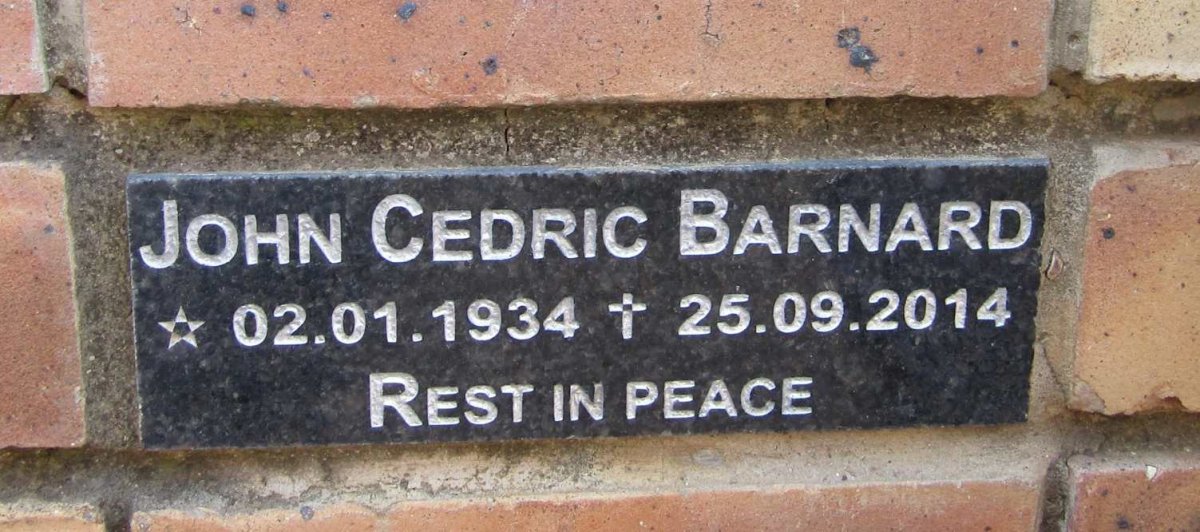 JOHN CEDRIC BARNARD
☆ 02.01.1934 ✝ 25.09.2014
REST IN PEACE